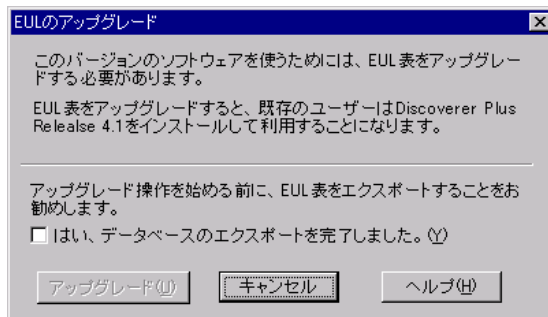 EULのアップグレード
このバージョンのソフトウェアを使うためには、EUL表をアップグレー
ドする必要があります。
EUL表をアップグレードすると、既存のユーザーはDiscoverer Plus
Relealse 4.1をインストールして利用することになります。
アップグレード操作を始める前に、EUL表をエクスポートすることをお
勧めします。
はい、データベースのエクスポートを完了しました。(Y)
アップグレード(U) キャンセル ヘルプ(H)